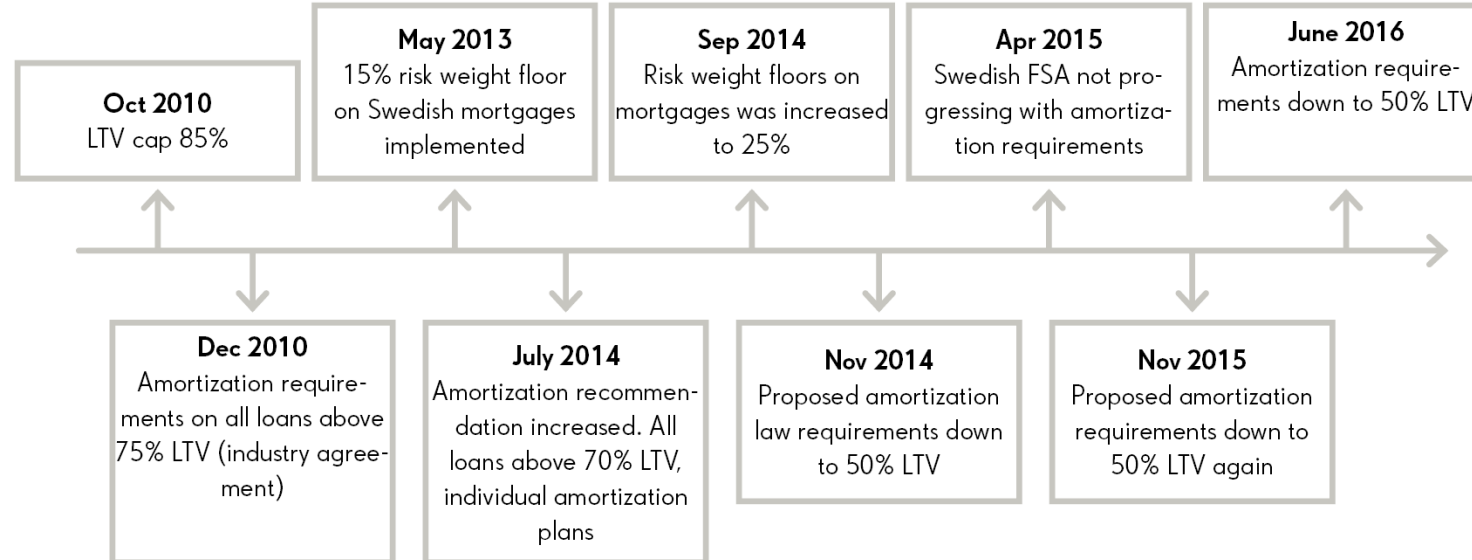 Oct 2010
LTV cap 85%
May 2013
15% risk weight floor
on Swedish mortgages
implemented
Sep 2014
Risk weight floors on
mortgages was increased
to 25%
Apr 2015
Swedish FSA not pro-
gressing with amortiza-
tion requirements
June 2016
Amortization require-
ments down to 50% LTV
Dec 2010
Amortization require-
ments on all loans above
75% LTV (industry agree-
ment)
July 2014
Amortization recommen-
dation increased. All
loans above 70% LTV,
individual amortization
plans
Nov 2014
Proposed amortization
law requirements down
to 50% LTV
Nov 2015
Proposed amortization
requirements down to
50% LTV again